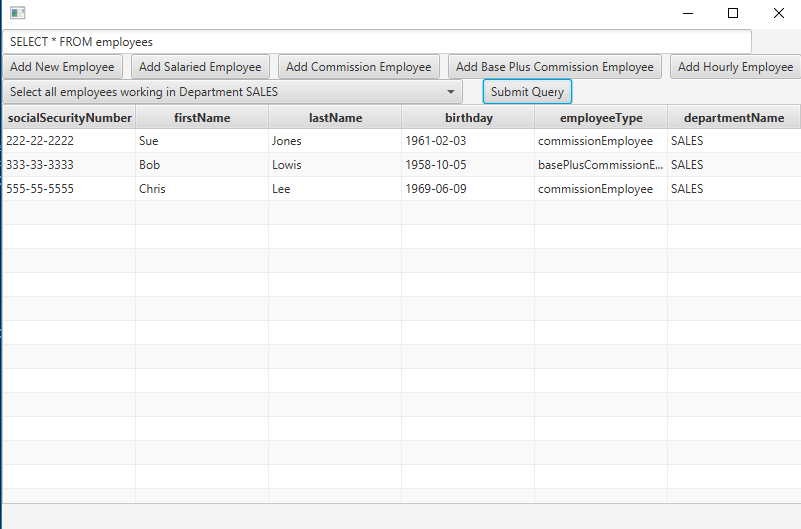 SELECT * FROM employees
Add New Employee Add Salaried Employee Add Commission Employee Add Base Plus Commission Employee Add Hourly Employee
Select all employees working in Department SALES Submit Query
socialSecurityNumber firstName lastName birthday employeeType departmentName
222-22-2222 Sue Jones 1961-02-03 commissionEmployee SALES
333-33-3333 Bob Lowis 1958-10-05 basePlusCommissionE... SALES
555-55-5555 Chris Lee 1969-06-09 commissionEmployee SALES